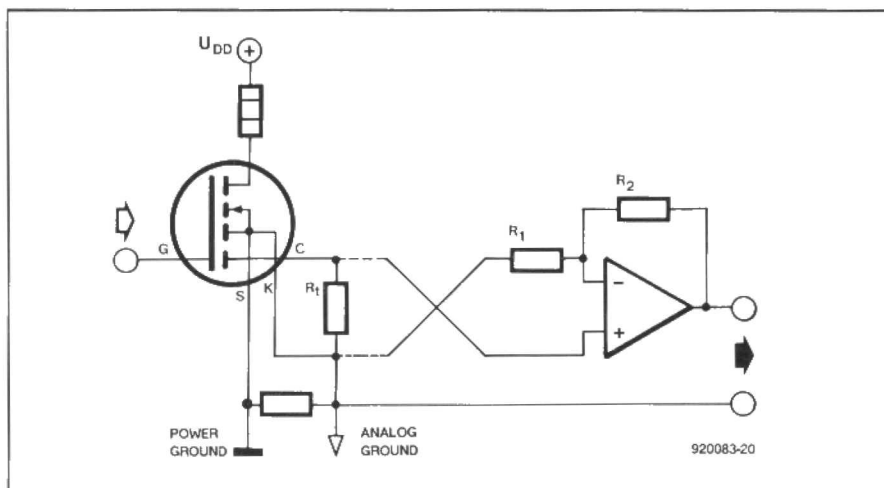 UDD
R2
R1
G
C
S
K
Rt
POWER
GROUND
ANALOG
GROUND
920083-20